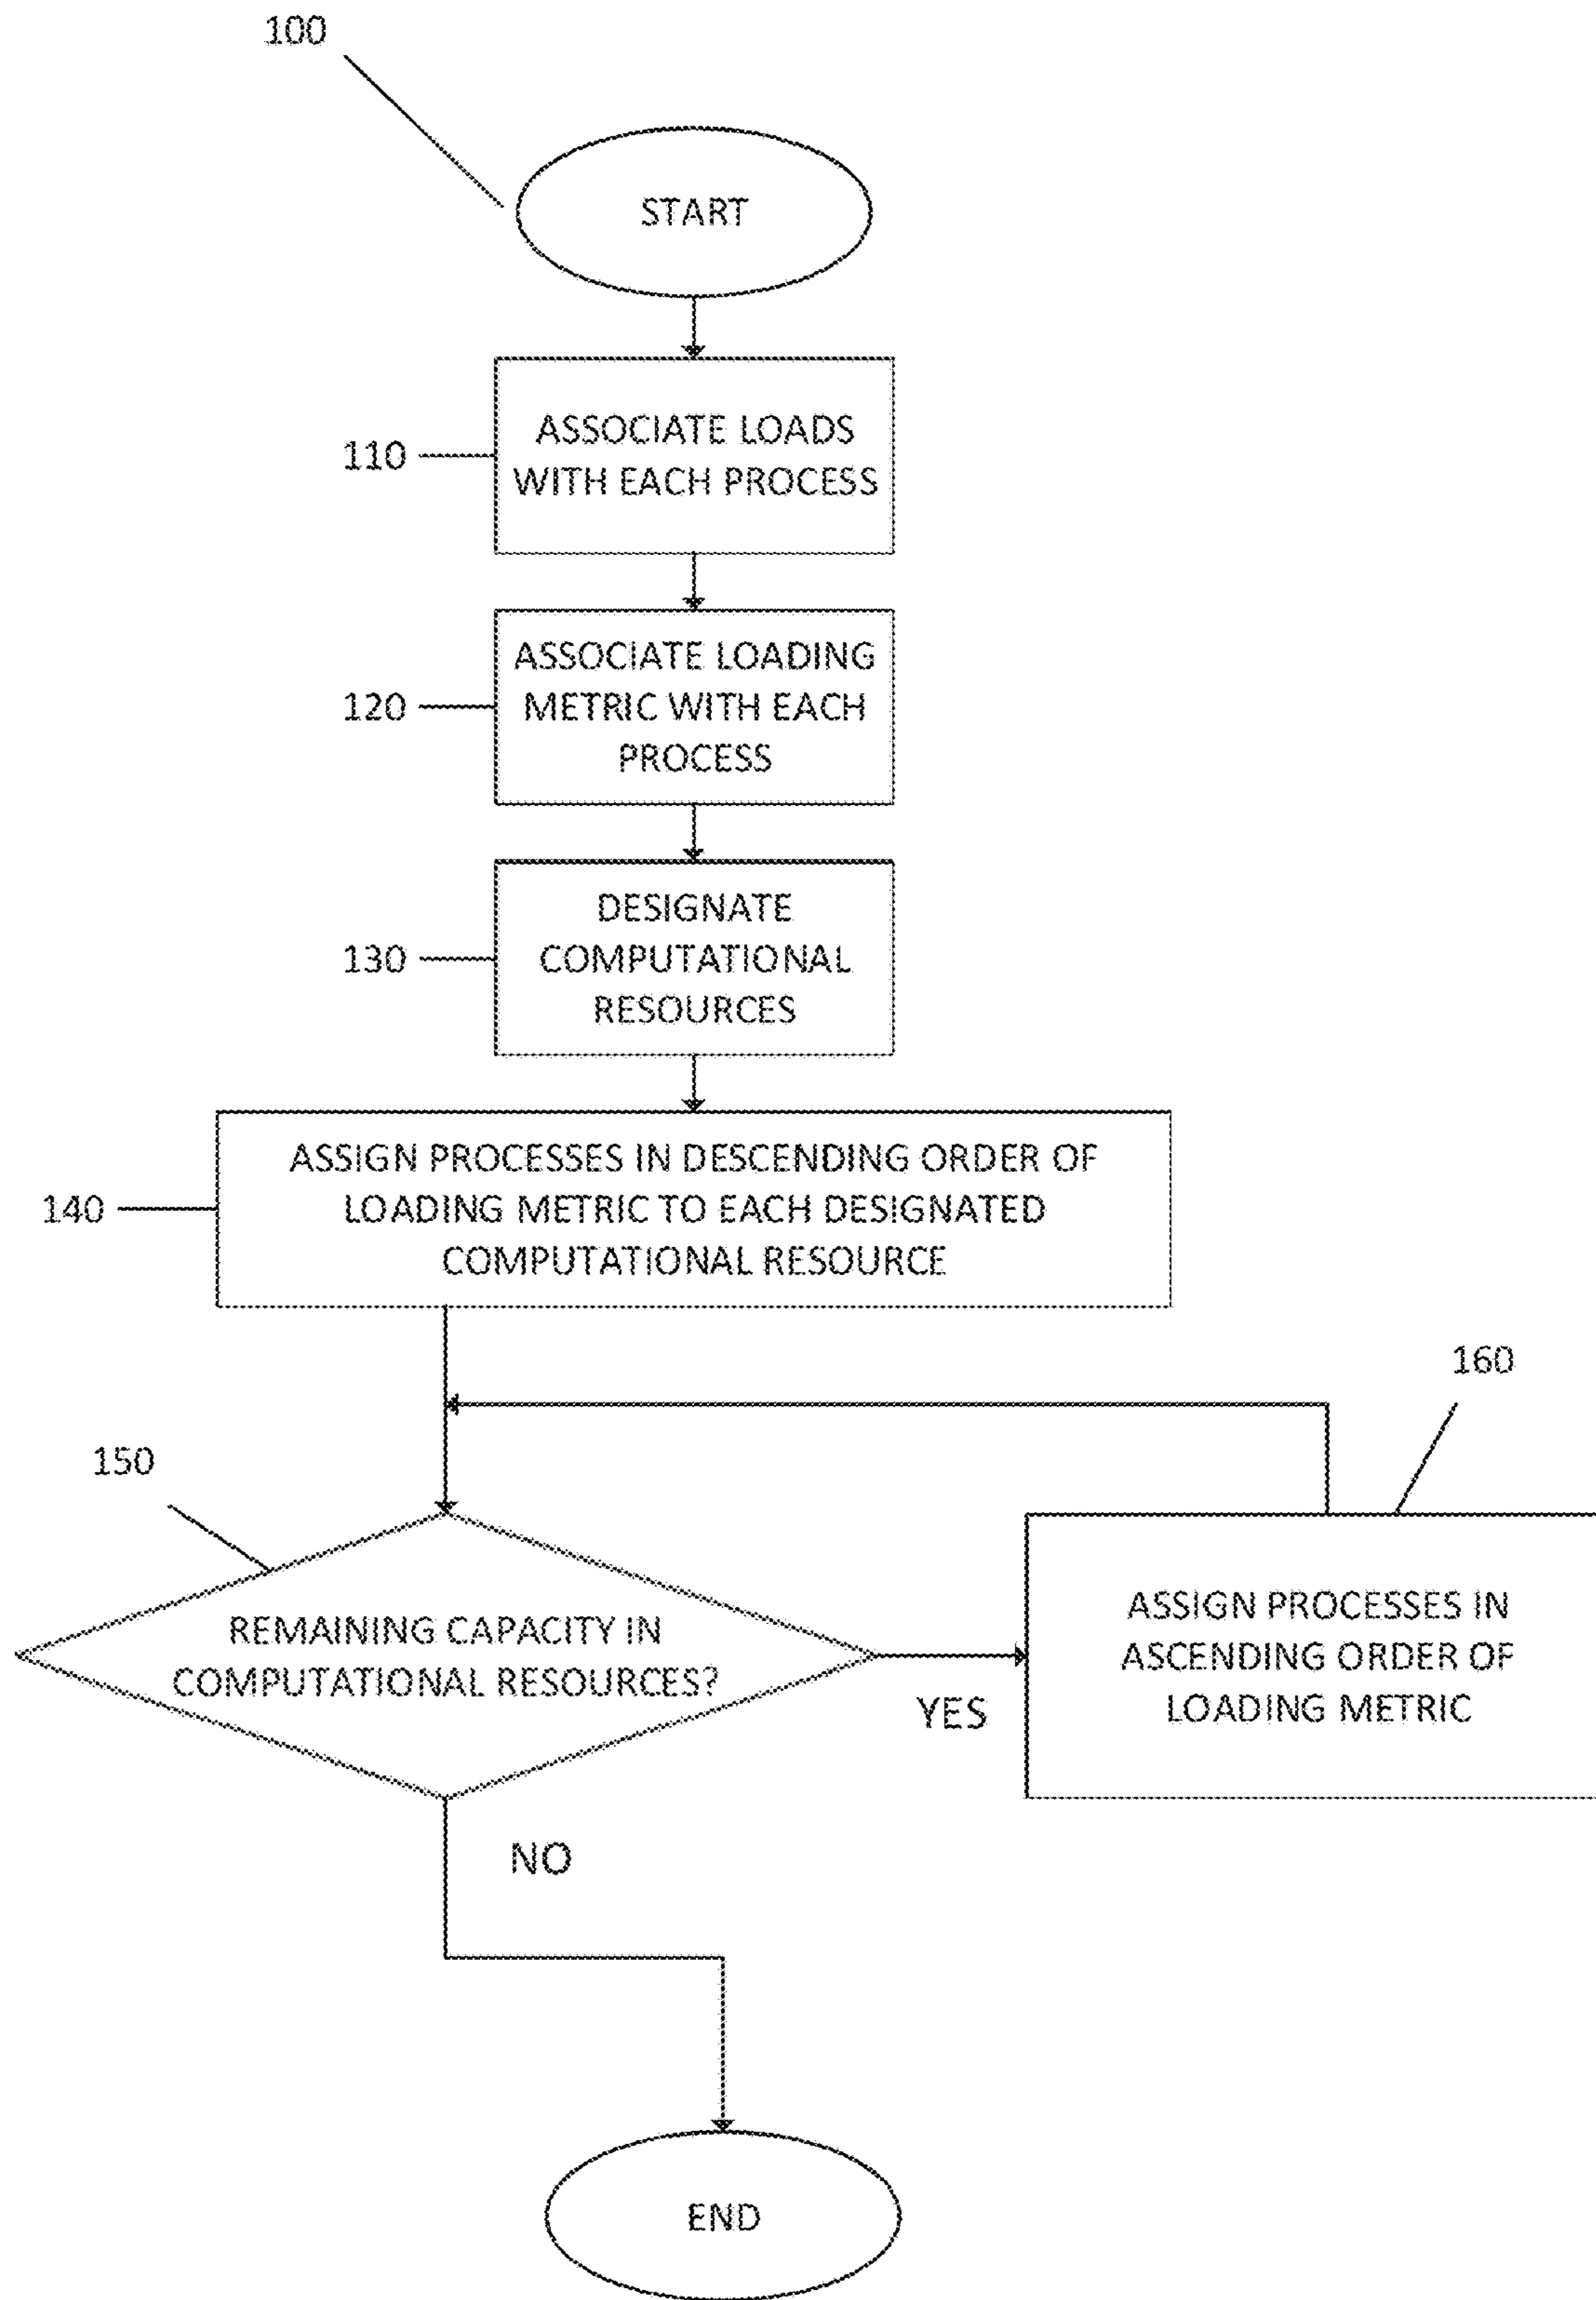 100
START
110
ASSOCIATE LOADS
WITH EACH PROCESS
120
ASSOCIATE LOADING
METRIC WITH EACH
PROCESS
130
DESIGNATE
COMPUTATIONAL
RESOURCES
140
ASSIGN PROCESSES IN DESCENDING ORDER OF
LOADING METRIC TO EACH DESIGNATED
COMPUTATIONAL RESOURCE
150
REMAINING CAPACITY IN
COMPUTATIONAL RESOURCES?
YES
160
ASSIGN PROCESSES IN
ASCENDING ORDER OF
LOADING METRIC
NO
END